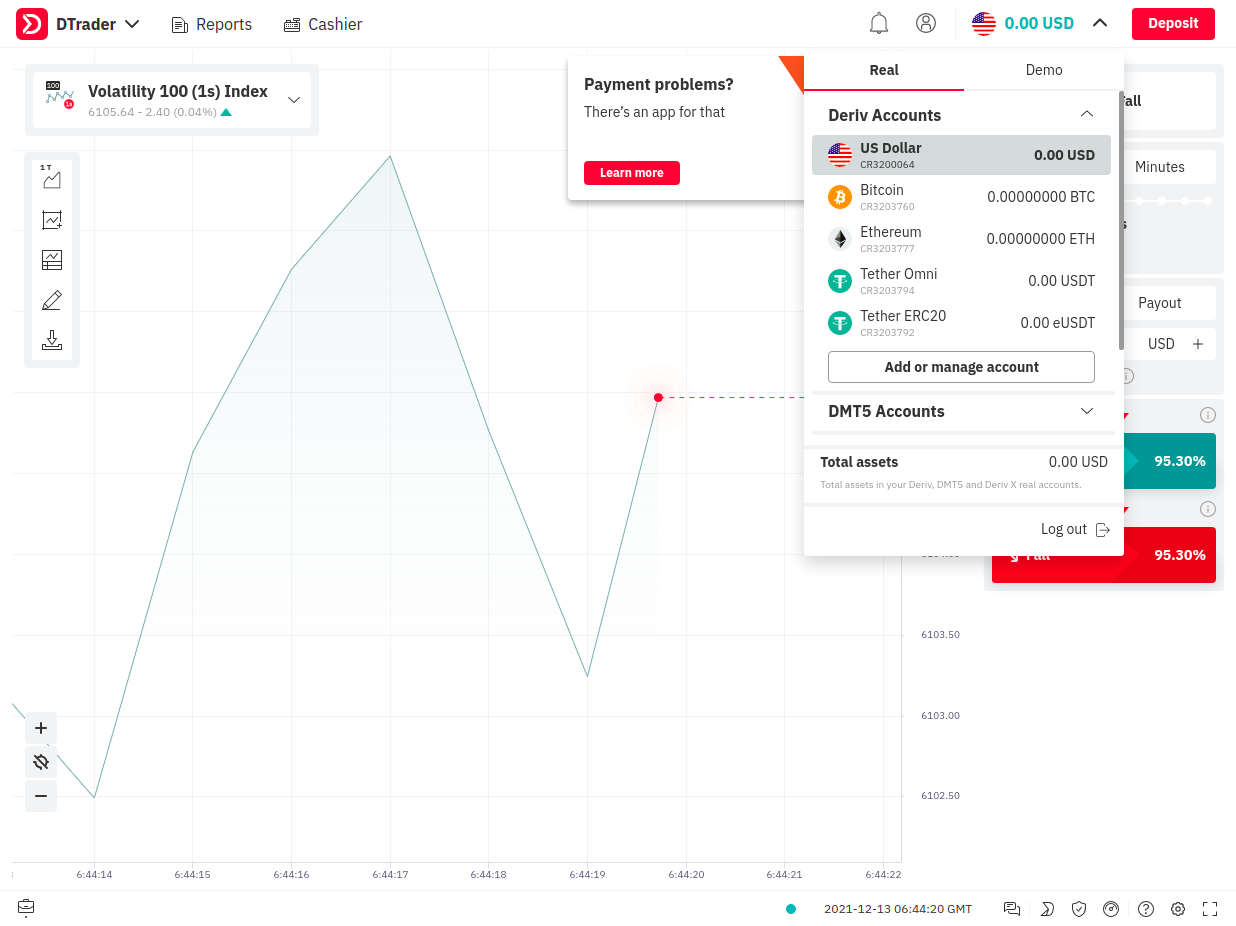 DTrader
Reports
Cashier
0.00 USD
Deposit
100
1s
Volatility 100 (1s) Index
6105.64 - 2.40 (0.04%)
1T
Payment problems?
There's an app for that
Learn more
Real
Demo
Deriv Accounts
US Dollar
CR3200064
0.00 USD
Bitcoin
CR3203760
0.00000000 BTC
Ethereum
CR3203777
0.00000000 ETH
Tether Omni
CR3203794
0.00 USDT
Tether ERC20
CR3203792
0.00 eUSDT
Add or manage account
DMT5 Accounts
Total assets
0.00 USD
Total assets in your Deriv, DMT5 and Deriv X real accounts.
Log out
Minutes
Payout
USD
95.30%
95.30%
6103.50
6103.00
6102.50
6:44:14
6:44:15
6:44:16
6:44:17
6:44:18
6:44:19
6:44:20
6:44:21
6:44:22
2021-12-13 06:44:20 GMT